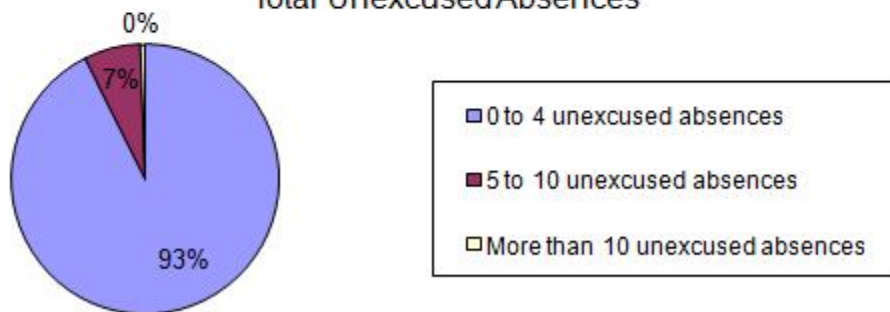 Total Unexcused Absences
0%
7%
93%
0 to 4 unexcused absences
5 to 10 unexcused absences
More than 10 unexcused absences